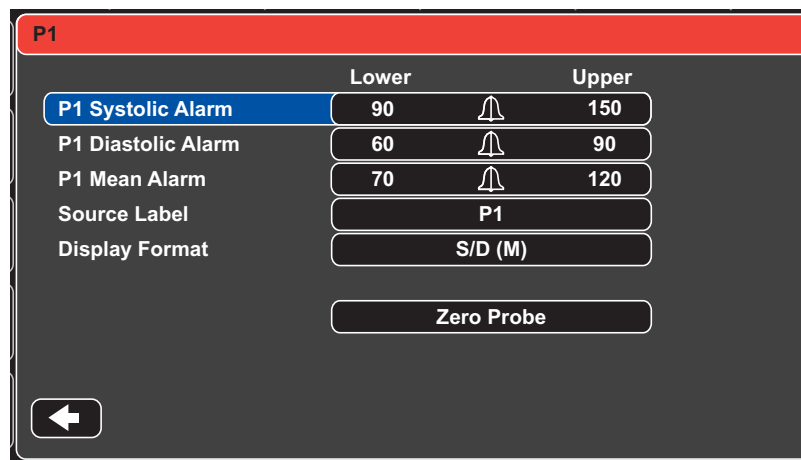 P1
Lower Upper
P1 Systolic Alarm 90 150
P1 Diastolic Alarm 60 90
P1 Mean Alarm 70 120
Source Label P1
Display Format S/D (M)
Zero Probe